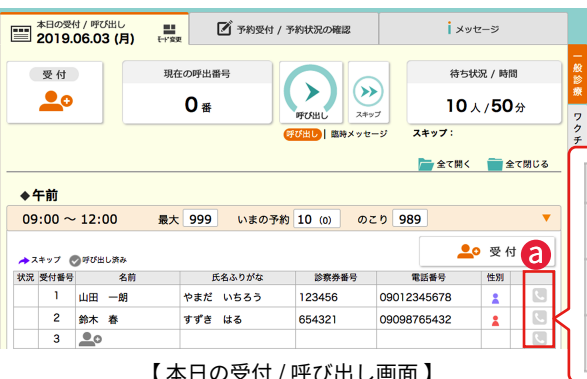 本日の受付 / 呼び出し
2019.06.03 (月)
ﾓｰﾄﾞ変更
予約受付 / 予約状況の確認
i メッセージ
一般診療
ワクチ
受 付
現在の呼出番号
0 番
呼び出し
スキップ
呼び出し | 臨時メッセージ
待ち状況 / 時間
10 人 / 50 分
スキップ :
全て開く 全て閉じる
◆午前
09:00 ～ 12:00 最大 999 いまの予約 10 (0) のこり 989 ▼
受 付
a
スキップ 呼び出し済み
状況 受付番号 名前 氏名ふりがな 診察券番号 電話番号 性別
1 山田 一朗 やまだ いちろう 123456 09012345678
2 鈴木 春 すずき はる 654321 09098765432
3
【 本日の受付 / 呼び出し画面 】